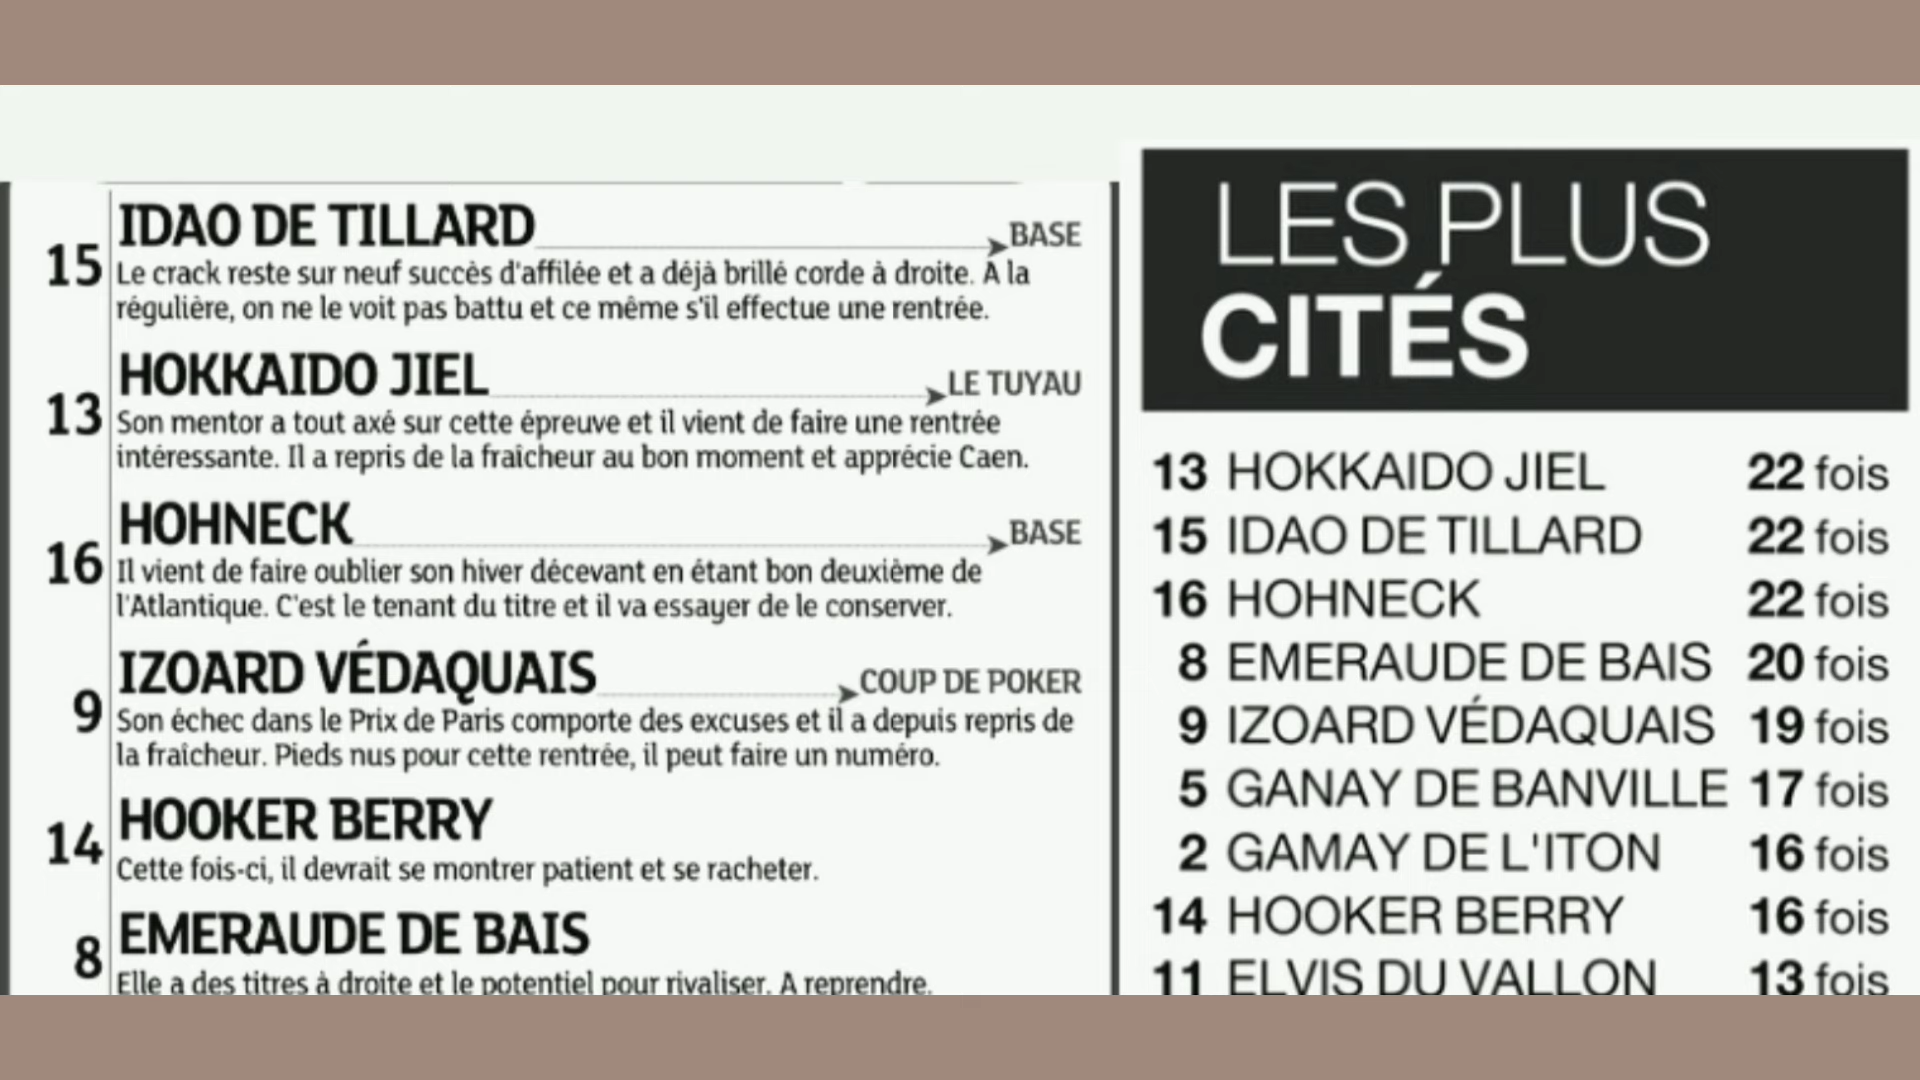 15
IDAO DE TILLARD BASE
Le crack reste sur neuf succès d'affilée et a déjà brillé corde à droite. A la
régulière, on ne le voit pas battu et ce même s'il effectue une rentrée.
13
HOKKAIDO JIEL LE TUYAU
Son mentor a tout axé sur cette épreuve et il vient de faire une rentrée
intéressante. Il a repris de la fraîcheur au bon moment et apprécie Caen.
16
HOHNECK BASE
Il vient de faire oublier son hiver décevant en étant bon deuxième de
l'Atlantique. C'est le tenant du titre et il va essayer de le conserver.
9
IZOARD VÉDAQUAIS COUP DE POKER
Son échec dans le Prix de Paris comporte des excuses et il a depuis repris de
la fraîcheur. Pieds nus pour cette rentrée, il peut faire un numéro.
14
HOOKER BERRY
Cette fois-ci, il devrait se montrer patient et se racheter.
8
EMERAUDE DE BAIS
Elle a des titres à droite et le potentiel pour rivaliser. A reprendre.
LES PLUS
CITÉS
13 HOKKAIDO JIEL 22 fois
15 IDAO DE TILLARD 22 fois
16 HOHNECK 22 fois
8 EMERAUDE DE BAIS 20 fois
9 IZOARD VÉDAQUAIS 19 fois
5 GANAY DE BANVILLE 17 fois
2 GAMAY DE L'ITON 16 fois
14 HOOKER BERRY 16 fois
11 ELVIS DU VALLON 13 fois